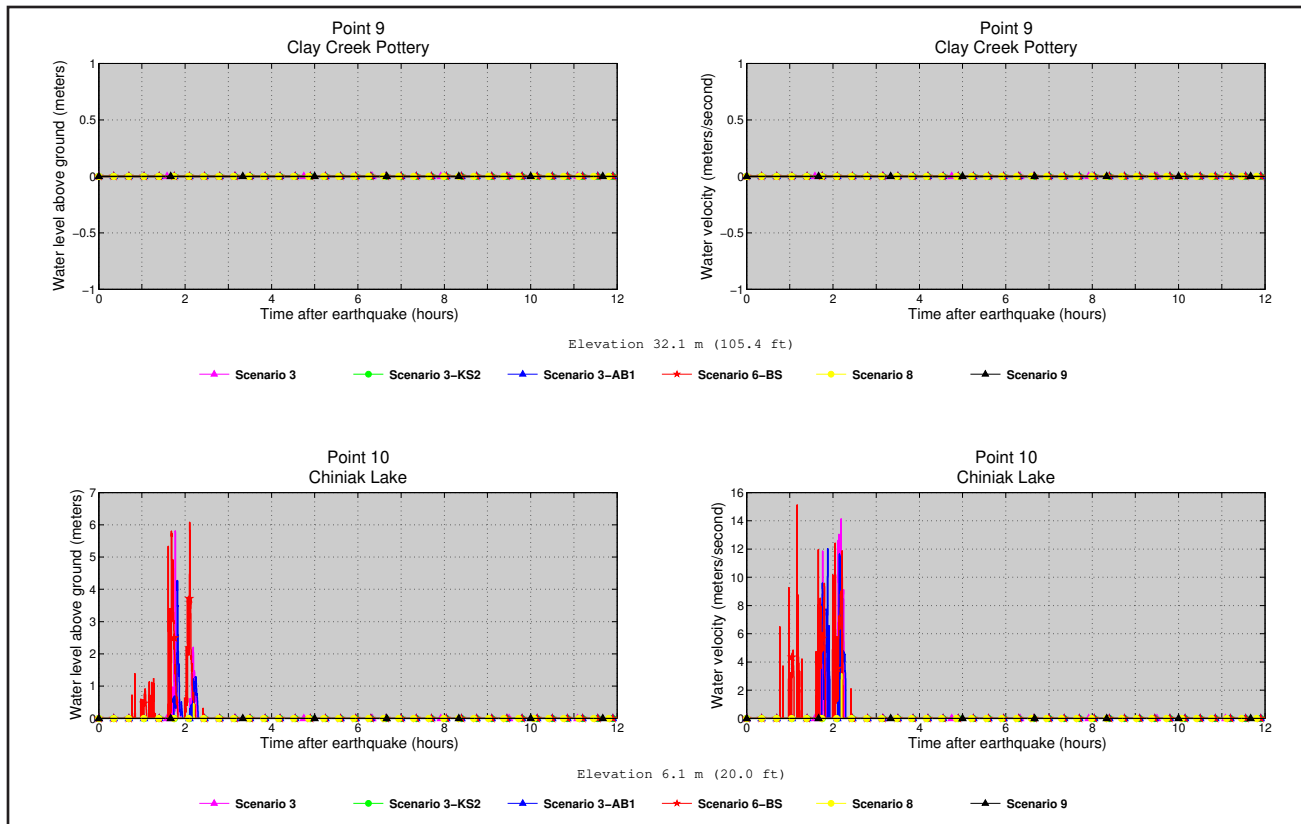 Point 9
Clay Creek Pottery
Water level above ground (meters)
1
0.5
0
−0.5
−1
0 2 4 6 8 10 12
Time after earthquake (hours)
Point 9
Clay Creek Pottery
Water velocity (meters/second)
1
0.5
0
−0.5
−1
0 2 4 6 8 10 12
Time after earthquake (hours)
Elevation 32.1 m (105.4 ft)
Scenario 3 Scenario 3−KS2 Scenario 3−AB1 Scenario 6−BS Scenario 8 Scenario 9
Point 10
Chiniak Lake
Water level above ground (meters)
7
6
5
4
3
2
1
0
0 2 4 6 8 10 12
Time after earthquake (hours)
Point 10
Chiniak Lake
Water velocity (meters/second)
16
14
12
10
8
6
4
2
0
0 2 4 6 8 10 12
Time after earthquake (hours)
Elevation 6.1 m (20.0 ft)
Scenario 3 Scenario 3−KS2 Scenario 3−AB1 Scenario 6−BS Scenario 8 Scenario 9